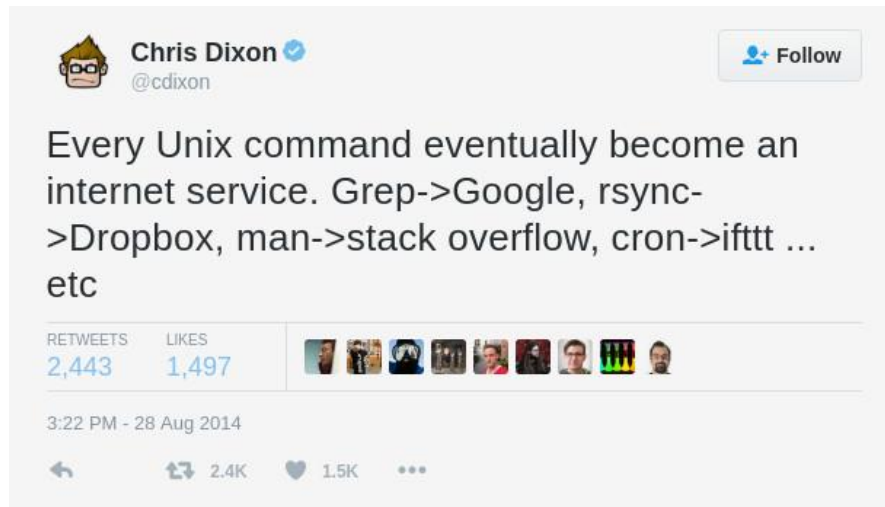 Chris Dixon
@cdixon
Follow
Every Unix command eventually become an
internet service. Grep->Google, rsync-
>Dropbox, man->stack overflow, cron->ifttt ...
etc
RETWEETS LIKES
2,443 1,497
3:22 PM - 28 Aug 2014
2.4K 1.5K